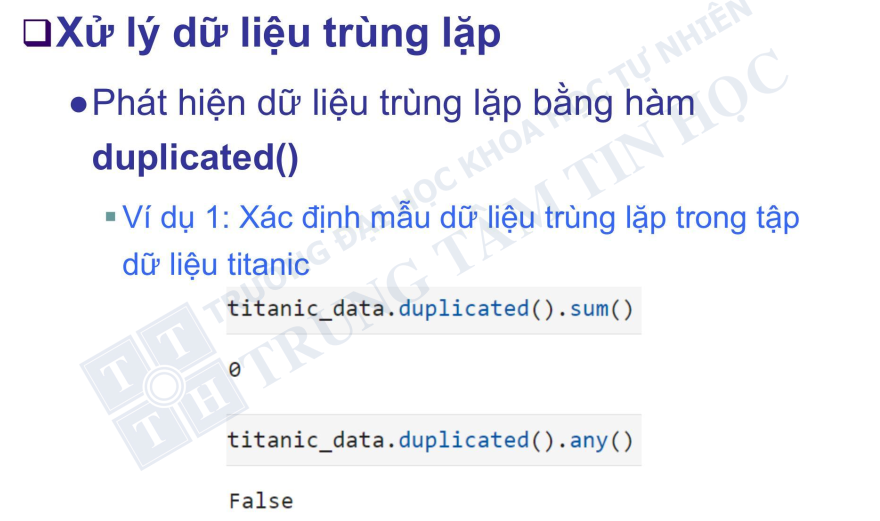 Xử lý dữ liệu trùng lặp
●Phát hiện dữ liệu trùng lặp bằng hàm
duplicated()
▪Ví dụ 1: Xác định mẫu dữ liệu trùng lặp trong tập
dữ liệu titanic
titanic_data.duplicated().sum()
0
titanic_data.duplicated().any()
False
TRƯỜNG ĐẠI HỌC KHOA HỌC TỰ NHIÊN
TRUNG TÂM TIN HỌC
T T
T H